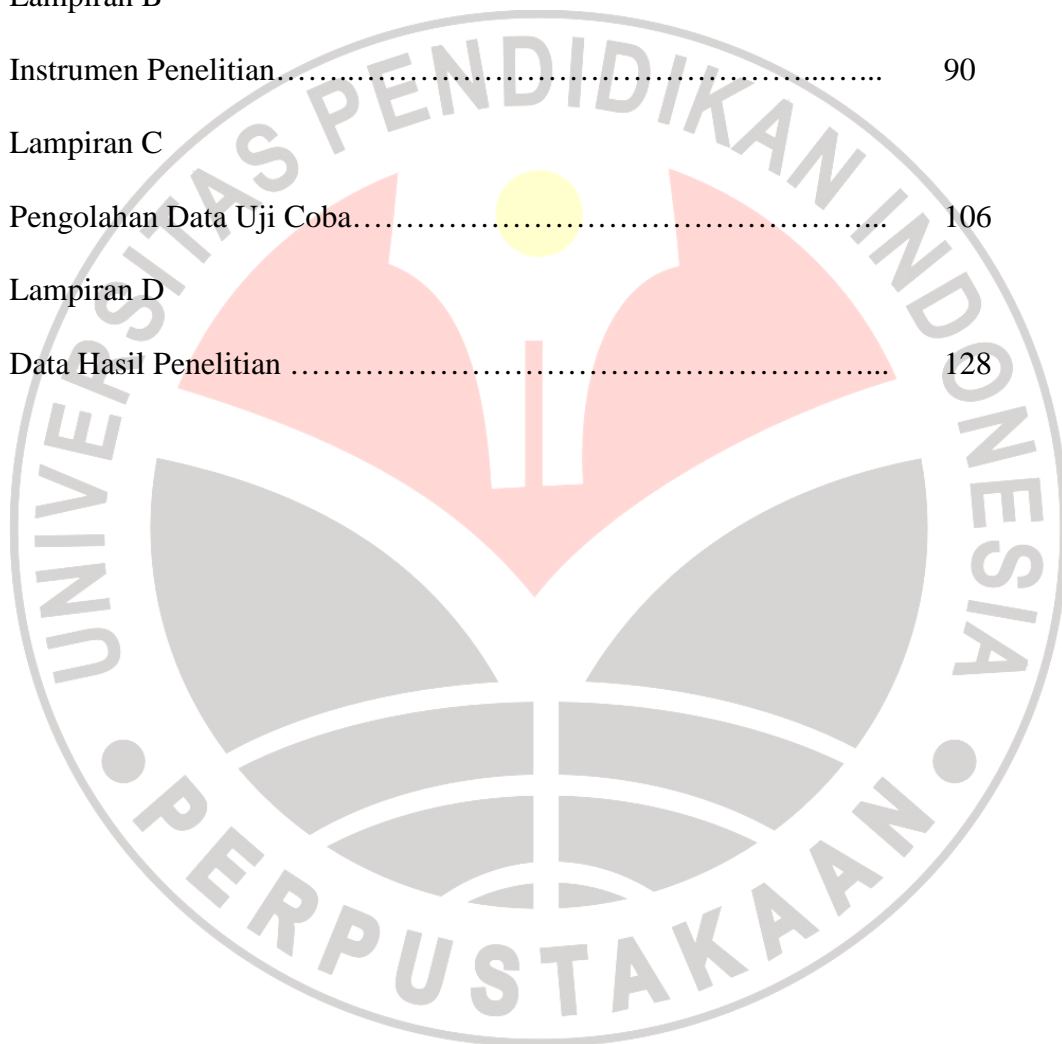 Lampiran B
Instrumen Penelitian……..……………………………………...…..	90
Lampiran C
Pengolahan Data Uji Coba…………………………………………...	106
Lampiran D
Data Hasil Penelitian ………………………………………………...	128
UNIVERSITAS PENDIDIKAN INDONESIA
PERPUSTAKAAN